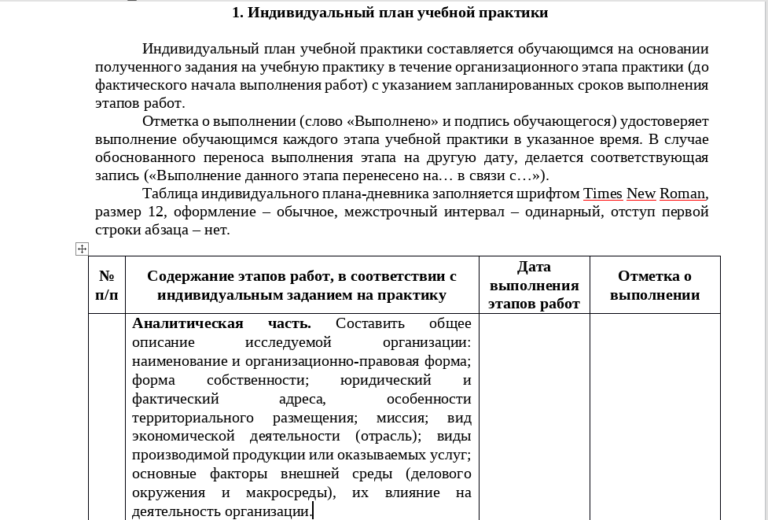 1. Индивидуальный план учебной практики
Индивидуальный план учебной практики составляется обучающимся на основании
полученного задания на учебную практику в течение организационного этапа практики (до
фактического начала выполнения работ) с указанием запланированных сроков выполнения
этапов работ.
Отметка о выполнении (слово «Выполнено» и подпись обучающегося) удостоверяет
выполнение обучающимся каждого этапа учебной практики в указанное время. В случае
обоснованного переноса выполнения этапа на другую дату, делается соответствующая
запись («Выполнение данного этапа перенесено на… в связи с…»).
Таблица индивидуального плана-дневника заполняется шрифтом Times New Roman,
размер 12, оформление – обычное, межстрочный интервал – одинарный, отступ первой
строки абзаца – нет.
№ п/п
Содержание этапов работ, в соответствии с
индивидуальным заданием на практику
Дата
выполнения
этапов работ
Отметка о
выполнении
Аналитическая часть. Составить общее
описание исследуемой организации:
наименование и организационно-правовая форма;
форма собственности; юридический и
фактический адреса, особенности
территориального размещения; миссия; вид
экономической деятельности (отрасль); виды
производимой продукции или оказываемых услуг;
основные факторы внешней среды (делового
окружения и макросреды), их влияние на
деятельность организации.